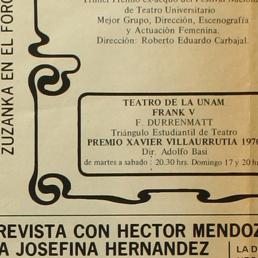 Primer Premio ex-aequo del Festival Nacional
de Teatro Universitario
Mejor Grupo, Dirección, Escenografía
y Actuación Femenina.
Dirección: Roberto Eduardo Carbajal.
ZUZANKA EN EL FORO
TEATRO DE LA UNAM
FRANK V
F. DURRENMATT
Triángulo Estudiantil de Teatro
PREMIO XAVIER VILLAURRUTIA 1970
Dir. Adolfo Basi
de martes a sabado: 20.30 hrs. Domingo 17 y 20
REVISTA CON HECTOR MENDOZ
A JOSEFINA HERNANDEZ
LA D